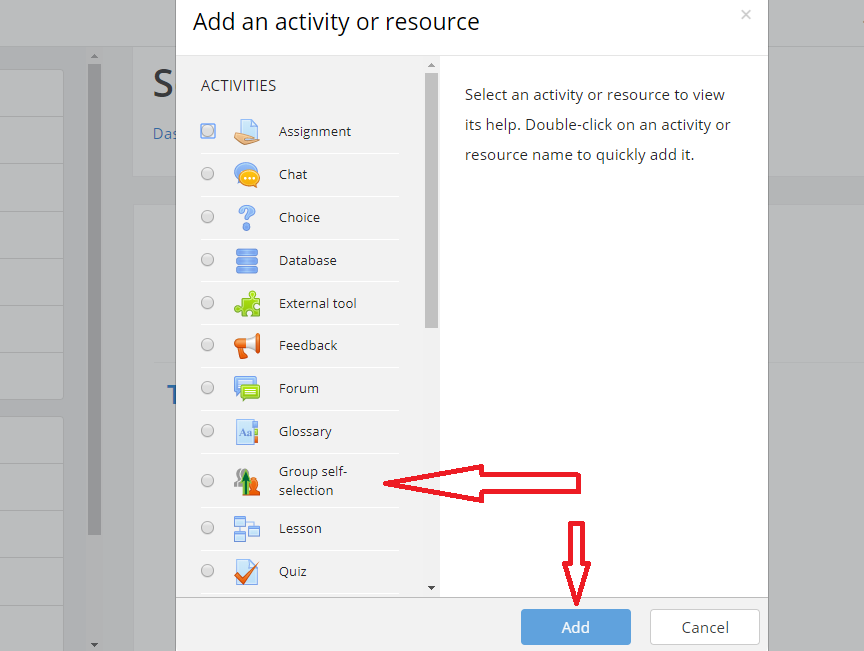 Add an activity or resource
×
S
Das
T
ACTIVITIES
Assignment
Chat
Choice
Database
External tool
Feedback
Forum
Aa
Glossary
Group self-
selection
Lesson
Quiz
Select an activity or resource to view
its help. Double-click on an activity or
resource name to quickly add it.
Add
Cancel